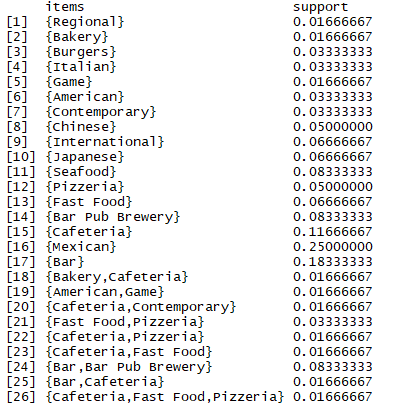 items support
[1] {Regional} 0.01666667
[2] {Bakery} 0.01666667
[3] {Burgers} 0.03333333
[4] {Italian} 0.03333333
[5] {Game} 0.01666667
[6] {American} 0.03333333
[7] {Contemporary} 0.03333333
[8] {Chinese} 0.05000000
[9] {International} 0.06666667
[10] {Japanese} 0.06666667
[11] {Seafood} 0.08333333
[12] {Pizzeria} 0.05000000
[13] {Fast Food} 0.06666667
[14] {Bar Pub Brewery} 0.08333333
[15] {Cafeteria} 0.11666667
[16] {Mexican} 0.25000000
[17] {Bar} 0.18333333
[18] {Bakery,Cafeteria} 0.01666667
[19] {American,Game} 0.01666667
[20] {Cafeteria,Contemporary} 0.01666667
[21] {Fast Food,Pizzeria} 0.03333333
[22] {Cafeteria,Pizzeria} 0.01666667
[23] {Cafeteria,Fast Food} 0.01666667
[24] {Bar,Bar Pub Brewery} 0.08333333
[25] {Bar,Cafeteria} 0.01666667
[26] {Cafeteria,Fast Food,Pizzeria} 0.01666667